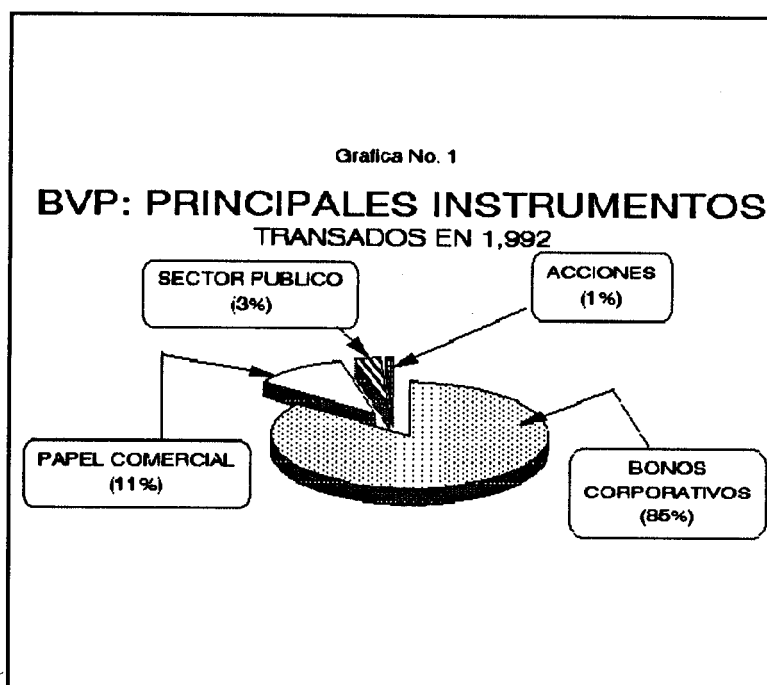 Grafica No. 1
BVP: PRINCIPALES INSTRUMENTOS
TRANSADOS EN 1,992
SECTOR PUBLICO
(3%)
ACCIONES
(1%)
PAPEL COMERCIAL
(11%)
BONOS
CORPORATIVOS
(85%)